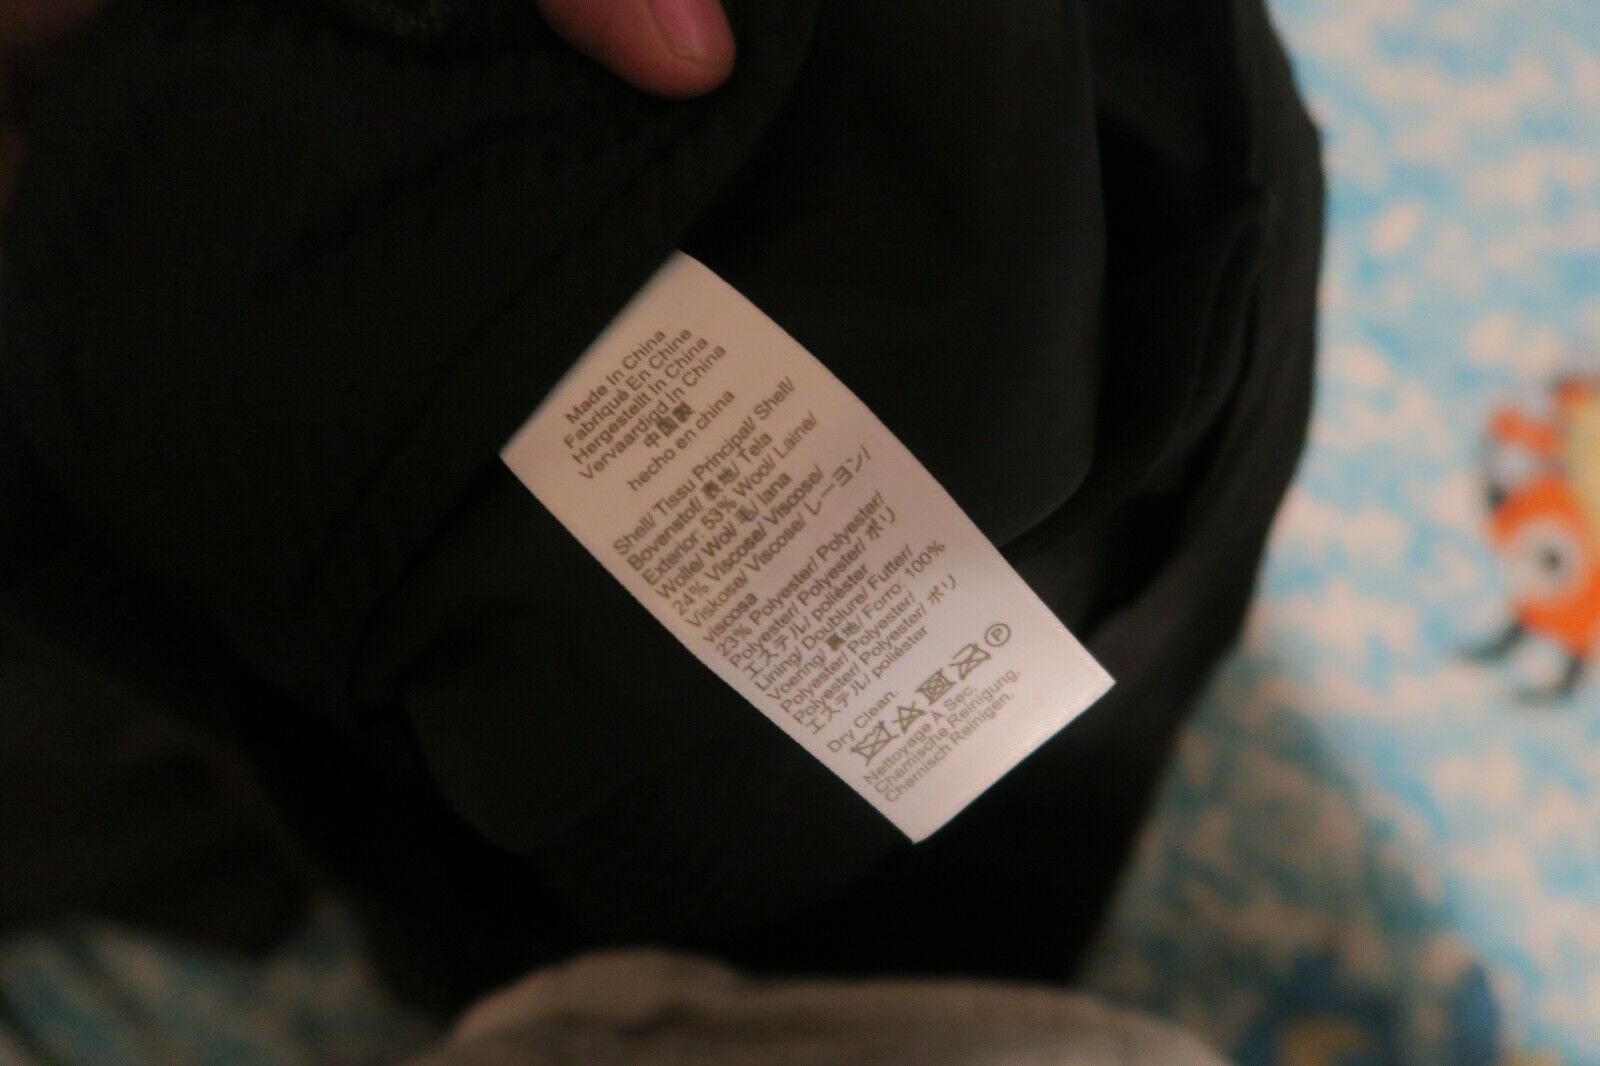 Made In China
Fabriqué En Chine
Hergestellt In China
Vervaardigd In China
中国製
hecho en china
Shell/ Tissu Principal/ Shell/
Bovenstof/ 表地/ Tela
Exterior: 53% Wool/ Laine/
Wolle/ Wol/ 毛/ lana
24% Viscose/ Viscose/
Viskose/ Viscose/ レーヨン/
viscosa
23% Polyester/ Polyester/
Polyester/ Polyester/ ポリ
エステル/ poliéster
Lining/ Doublure/ Futter/
Voering/ 裏地/ Forro: 100%
Polyester/ Polyester/
Polyester/ Polyester/ ポリ
エステル/ poliéster
Dry Clean.
P
Nettoyage A Sec.
Chemische Reinigung.
Chemisch Reinigen.